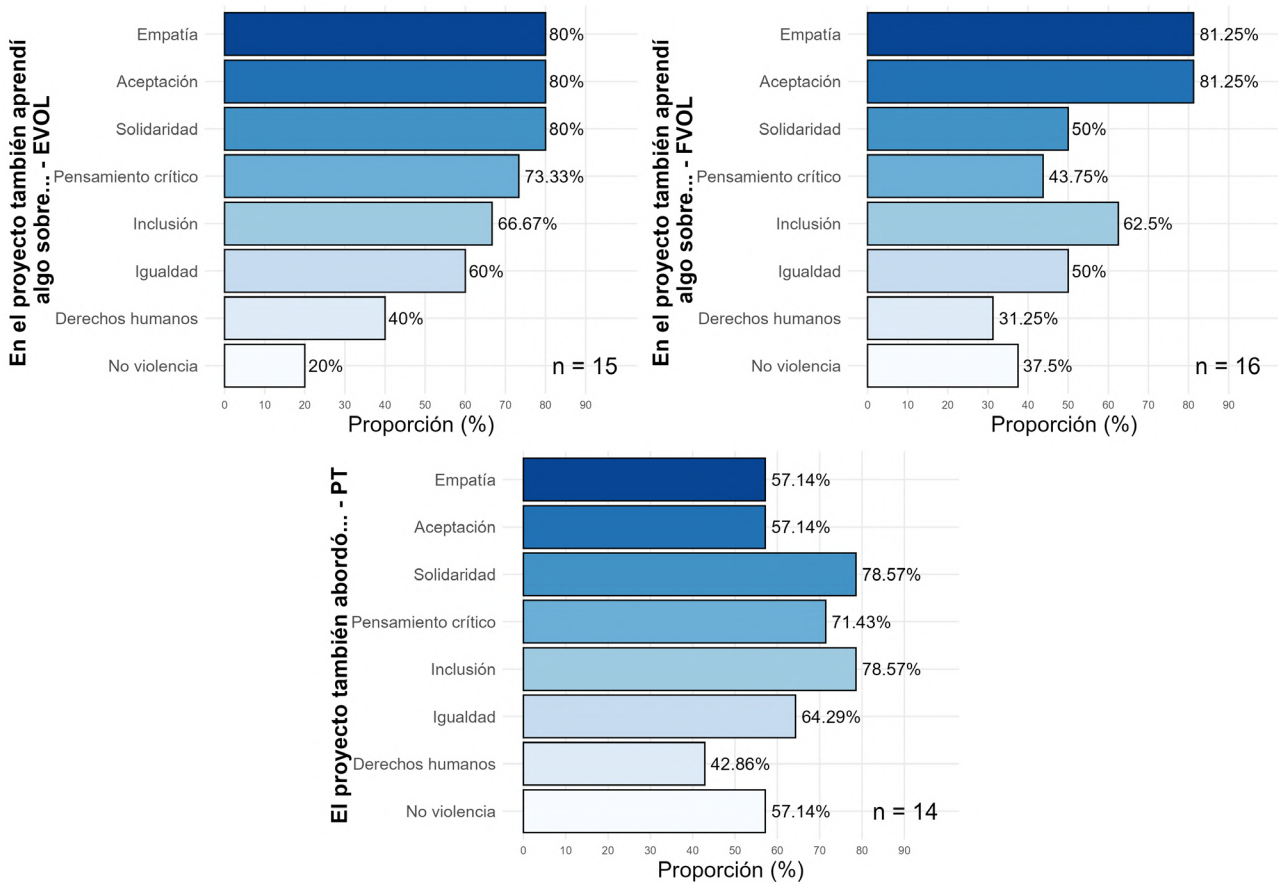 En el proyecto también aprendí
algo sobre... - EVOL
Empatía 80%
Aceptación 80%
Solidaridad 80%
Pensamiento crítico 73.33%
Inclusión 66.67%
Igualdad 60%
Derechos humanos 40%
No violencia 20%
n = 15
0 10 20 30 40 50 60 70 80 90
Proporción (%)
En el proyecto también aprendí
algo sobre... - FVOL
Empatía 81.25%
Aceptación 81.25%
Solidaridad 50%
Pensamiento crítico 43.75%
Inclusión 62.5%
Igualdad 50%
Derechos humanos 31.25%
No violencia 37.5%
n = 16
0 10 20 30 40 50 60 70 80 90
Proporción (%)
El proyecto también abordó... - PT
Empatía 57.14%
Aceptación 57.14%
Solidaridad 78.57%
Pensamiento crítico 71.43%
Inclusión 78.57%
Igualdad 64.29%
Derechos humanos 42.86%
No violencia 57.14%
n = 14
0 10 20 30 40 50 60 70 80 90
Proporción (%)